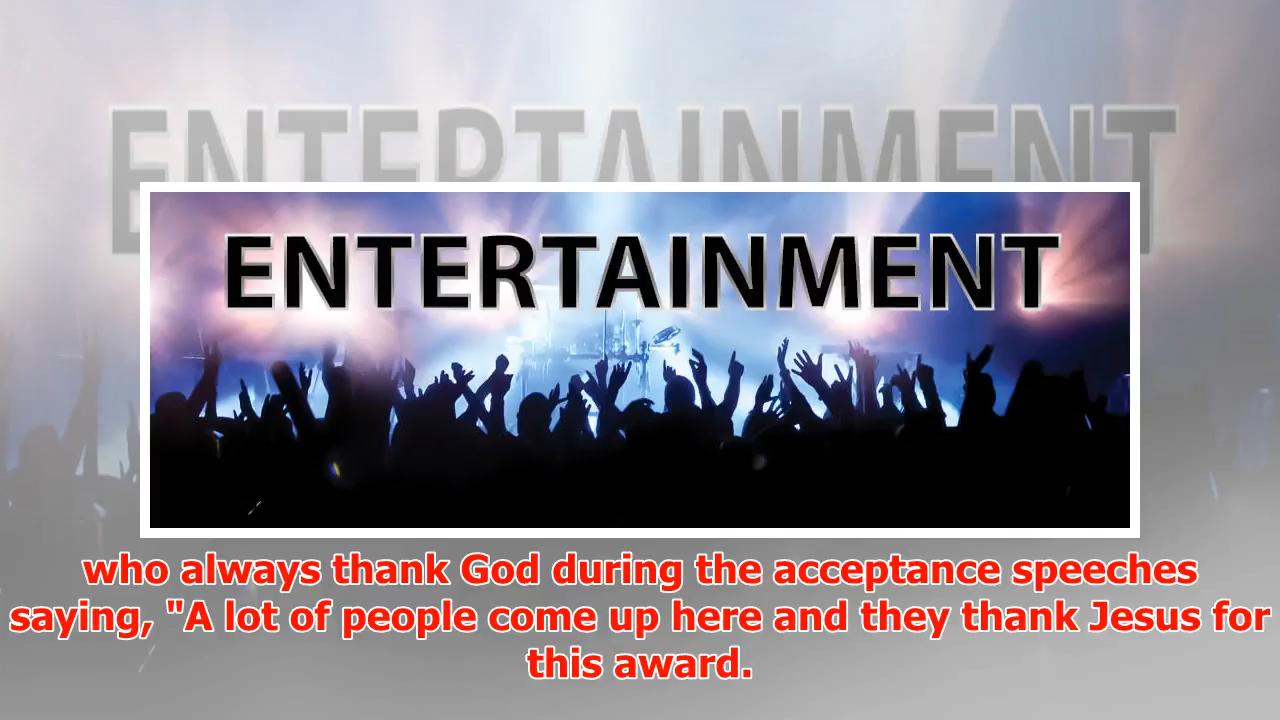 ENTERTAINMENT
ENTERTAINMENT
who always thank God during the acceptance speeches
saying, "A lot of people come up here and they thank Jesus for
this award.